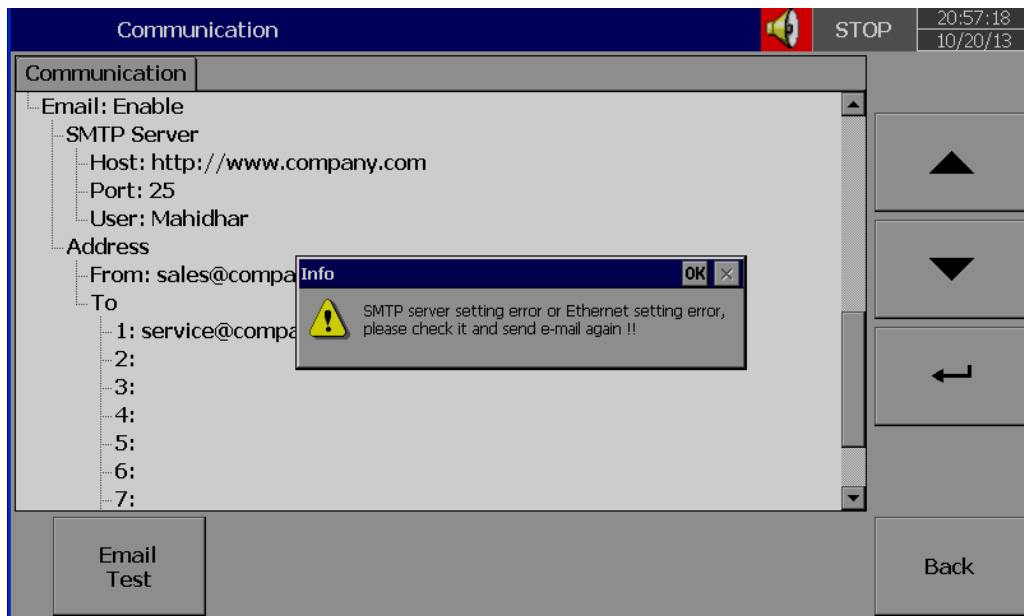 Communication
STOP
20:57:18
10/20/13
Communication
Email: Enable
SMTP Server
Host: http://www.company.com
Port: 25
User: Mahidhar
Address
From: sales@compa
To
1: service@compa
2:
3:
4:
5:
6:
7:
Info
OK
SMTP server setting error or Ethernet setting error,
please check it and send e-mail again !!
Email
Test
Back